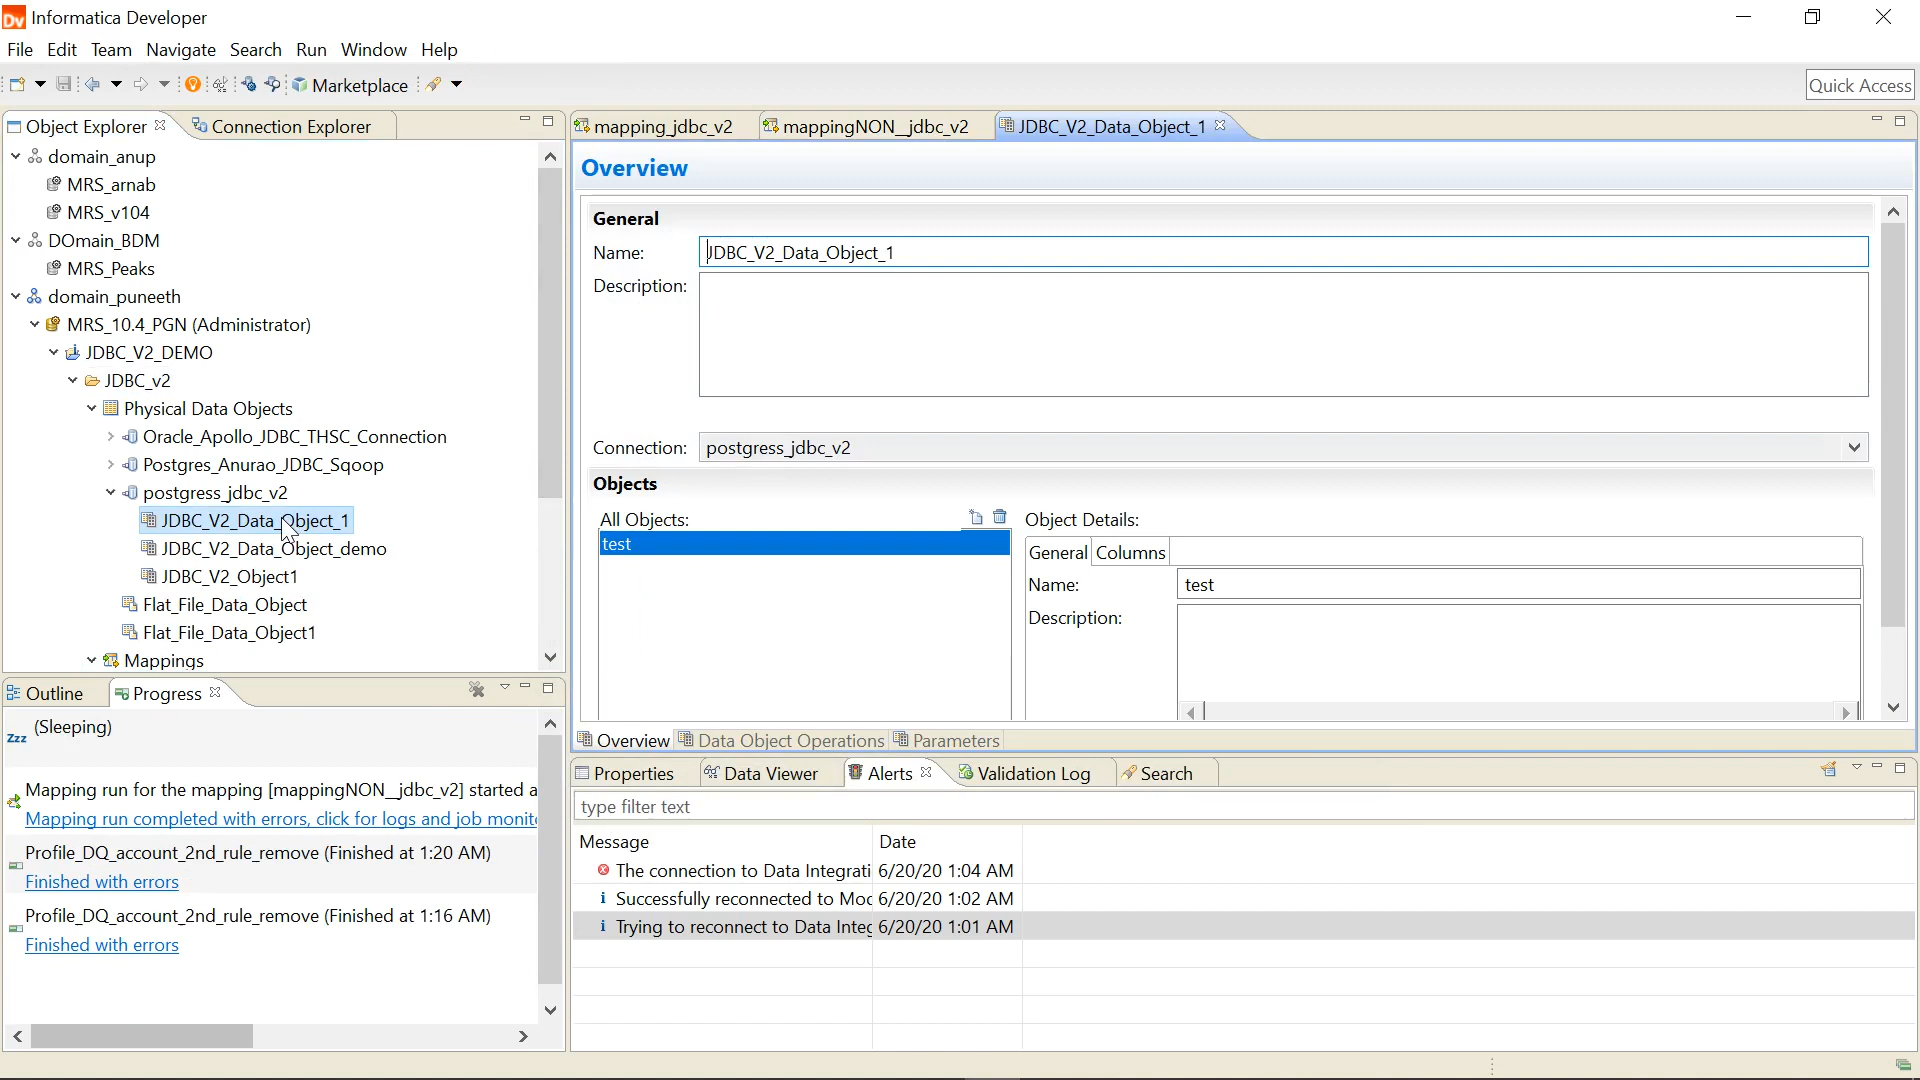 Dv Informatica Developer
File Edit Team Navigate Search Run Window Help
Marketplace
Quick Access
Object Explorer
Connection Explorer
domain_anup
MRS_arnab
MRS_v104
DOmain_BDM
MRS_Peaks
domain_puneeth
MRS_10.4_PGN (Administrator)
JDBC_V2_DEMO
JDBC_v2
Physical Data Objects
Oracle_Apollo_JDBC_THSC_Connection
Postgres_Anurao_JDBC_Sqoop
postgress_jdbc_v2
JDBC_V2_Data_Object_1
JDBC_V2_Data_Object_demo
JDBC_V2_Object1
Flat_File_Data_Object
Flat_File_Data_Object1
Mappings
Outline
Progress
zzz (Sleeping)
Mapping run for the mapping [mappingNON__jdbc_v2] started a
Mapping run completed with errors, click for logs and job monit
Profile_DQ_account_2nd_rule_remove (Finished at 1:20 AM)
Finished with errors
Profile_DQ_account_2nd_rule_remove (Finished at 1:16 AM)
Finished with errors
mapping_jdbc_v2
mappingNON__jdbc_v2
JDBC_V2_Data_Object_1
Overview
General
Name: JDBC_V2_Data_Object_1
Description:
Connection: postgress_jdbc_v2
Objects
All Objects:
test
Object Details:
General Columns
Name: test
Description:
Overview Data Object Operations Parameters
Properties Data Viewer Alerts Validation Log Search
type filter text
Message Date
The connection to Data Integrati 6/20/20 1:04 AM
i Successfully reconnected to Moc 6/20/20 1:02 AM
i Trying to reconnect to Data Integ 6/20/20 1:01 AM